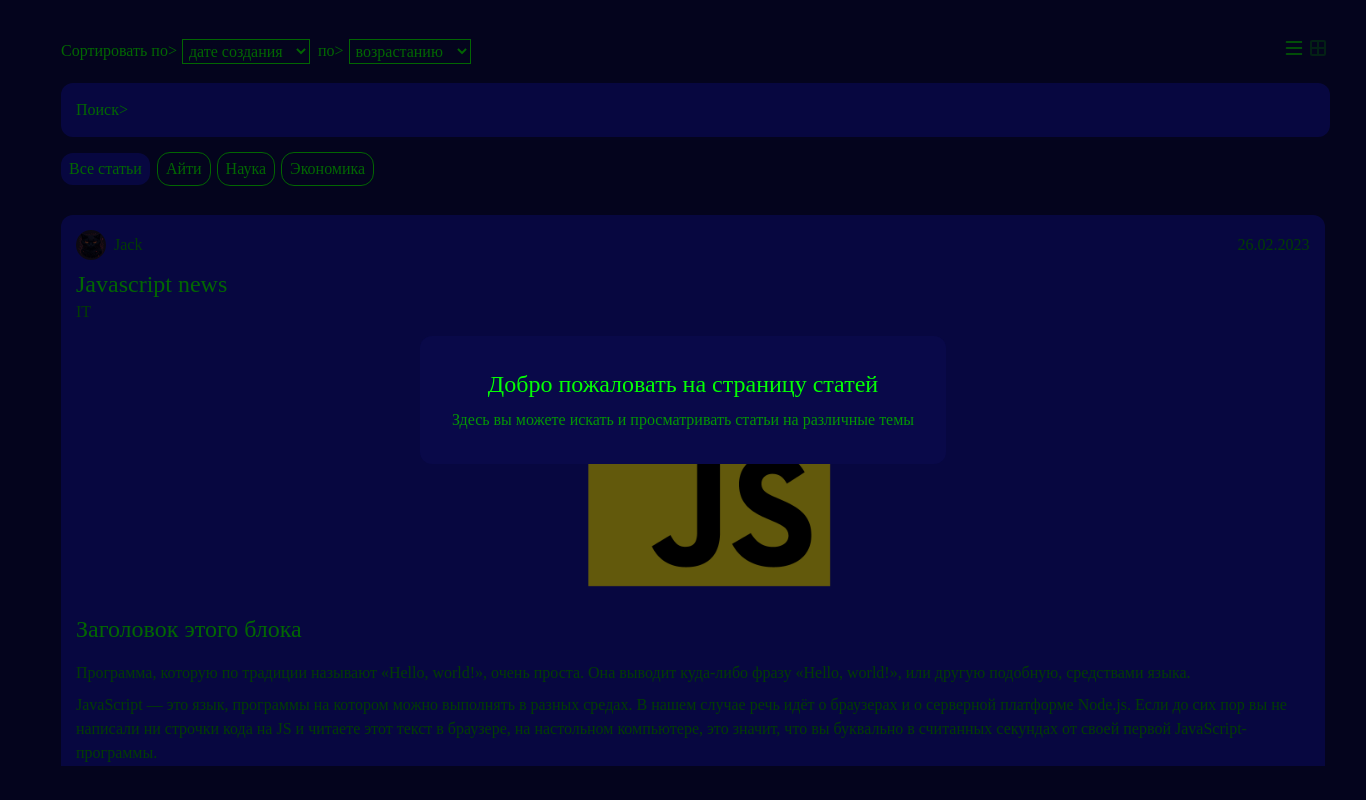 Сортировать по> дате создания по> возрастанию
Поиск>
Все статьи Айти Наука Экономика
Jack 26.02.2023
Javascript news
IT
Добро пожаловать на страницу статей
Здесь вы можете искать и просматривать статьи на различные темы
JS
Заголовок этого блока
Программа, которую по традиции называют «Hello, world!», очень проста. Она выводит куда-либо фразу «Hello, world!», или другую подобную, средствами языка.
JavaScript — это язык, программы на котором можно выполнять в разных средах. В нашем случае речь идёт о браузерах и о серверной платформе Node.js. Если до сих пор вы не
написали ни строчки кода на JS и читаете этот текст в браузере, на настольном компьютере, это значит, что вы буквально в считанных секундах от своей первой JavaScript-
программы.